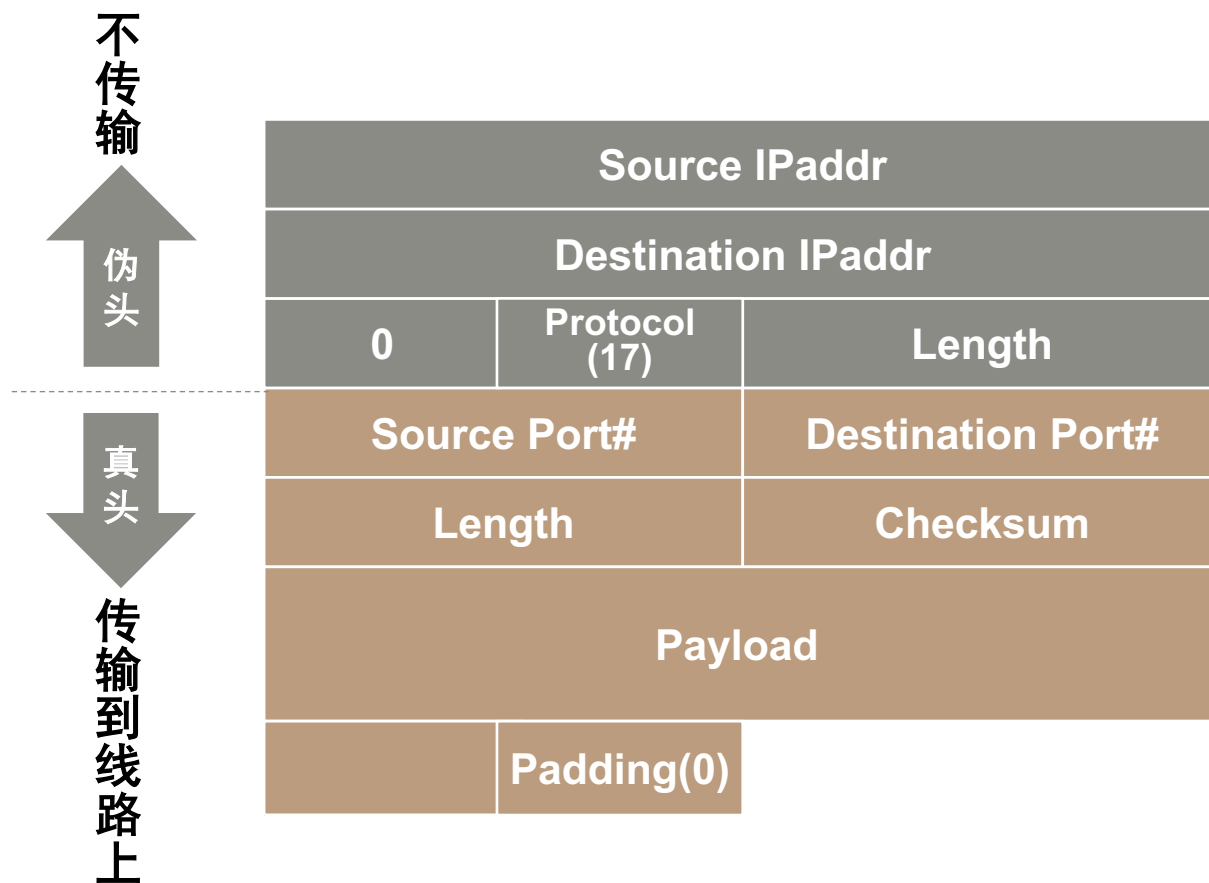 不传输
伪头
Source IPaddr
Destination IPaddr
0
Protocol
(17)
Length
真头
传输到线路上
Source Port#
Destination Port#
Length
Checksum
Payload
Padding(0)